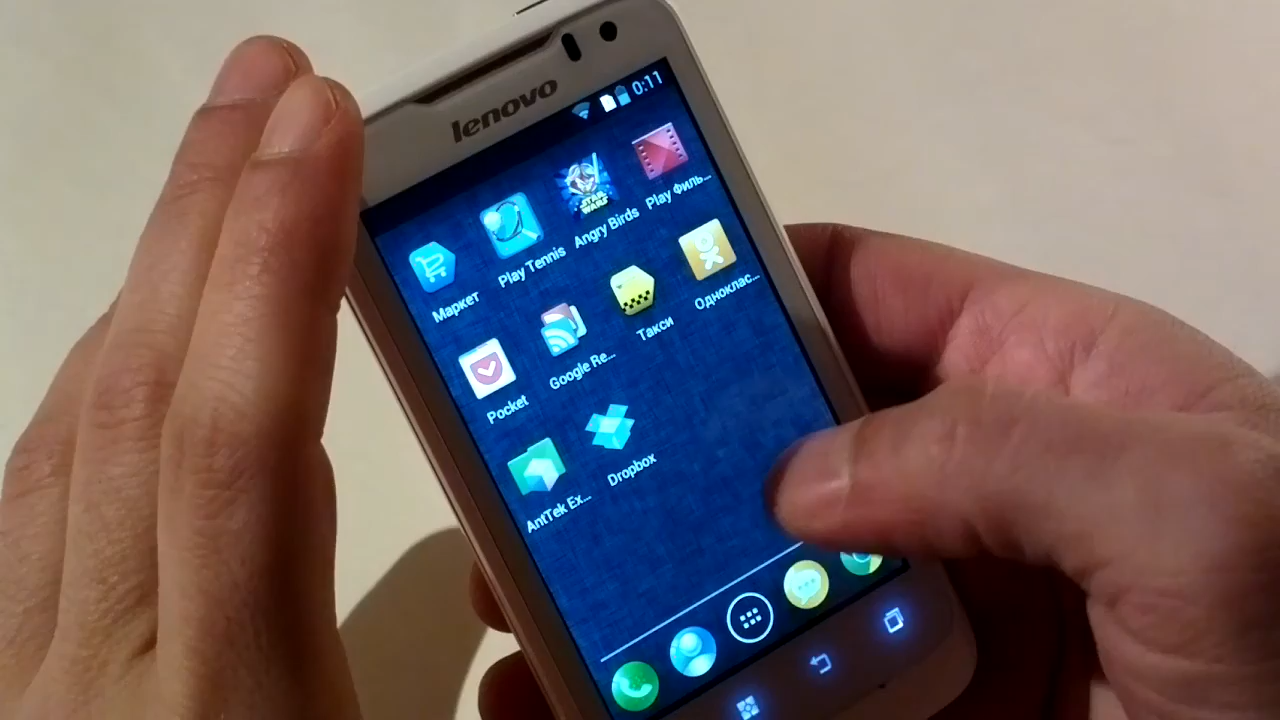 lenovo
0:11
Маркет
Play Tennis
STAR WARS
Angry Birds
Play Филь...
Pocket
Google Re...
Такси
Одноклас...
AntTek Ex...
Dropbox